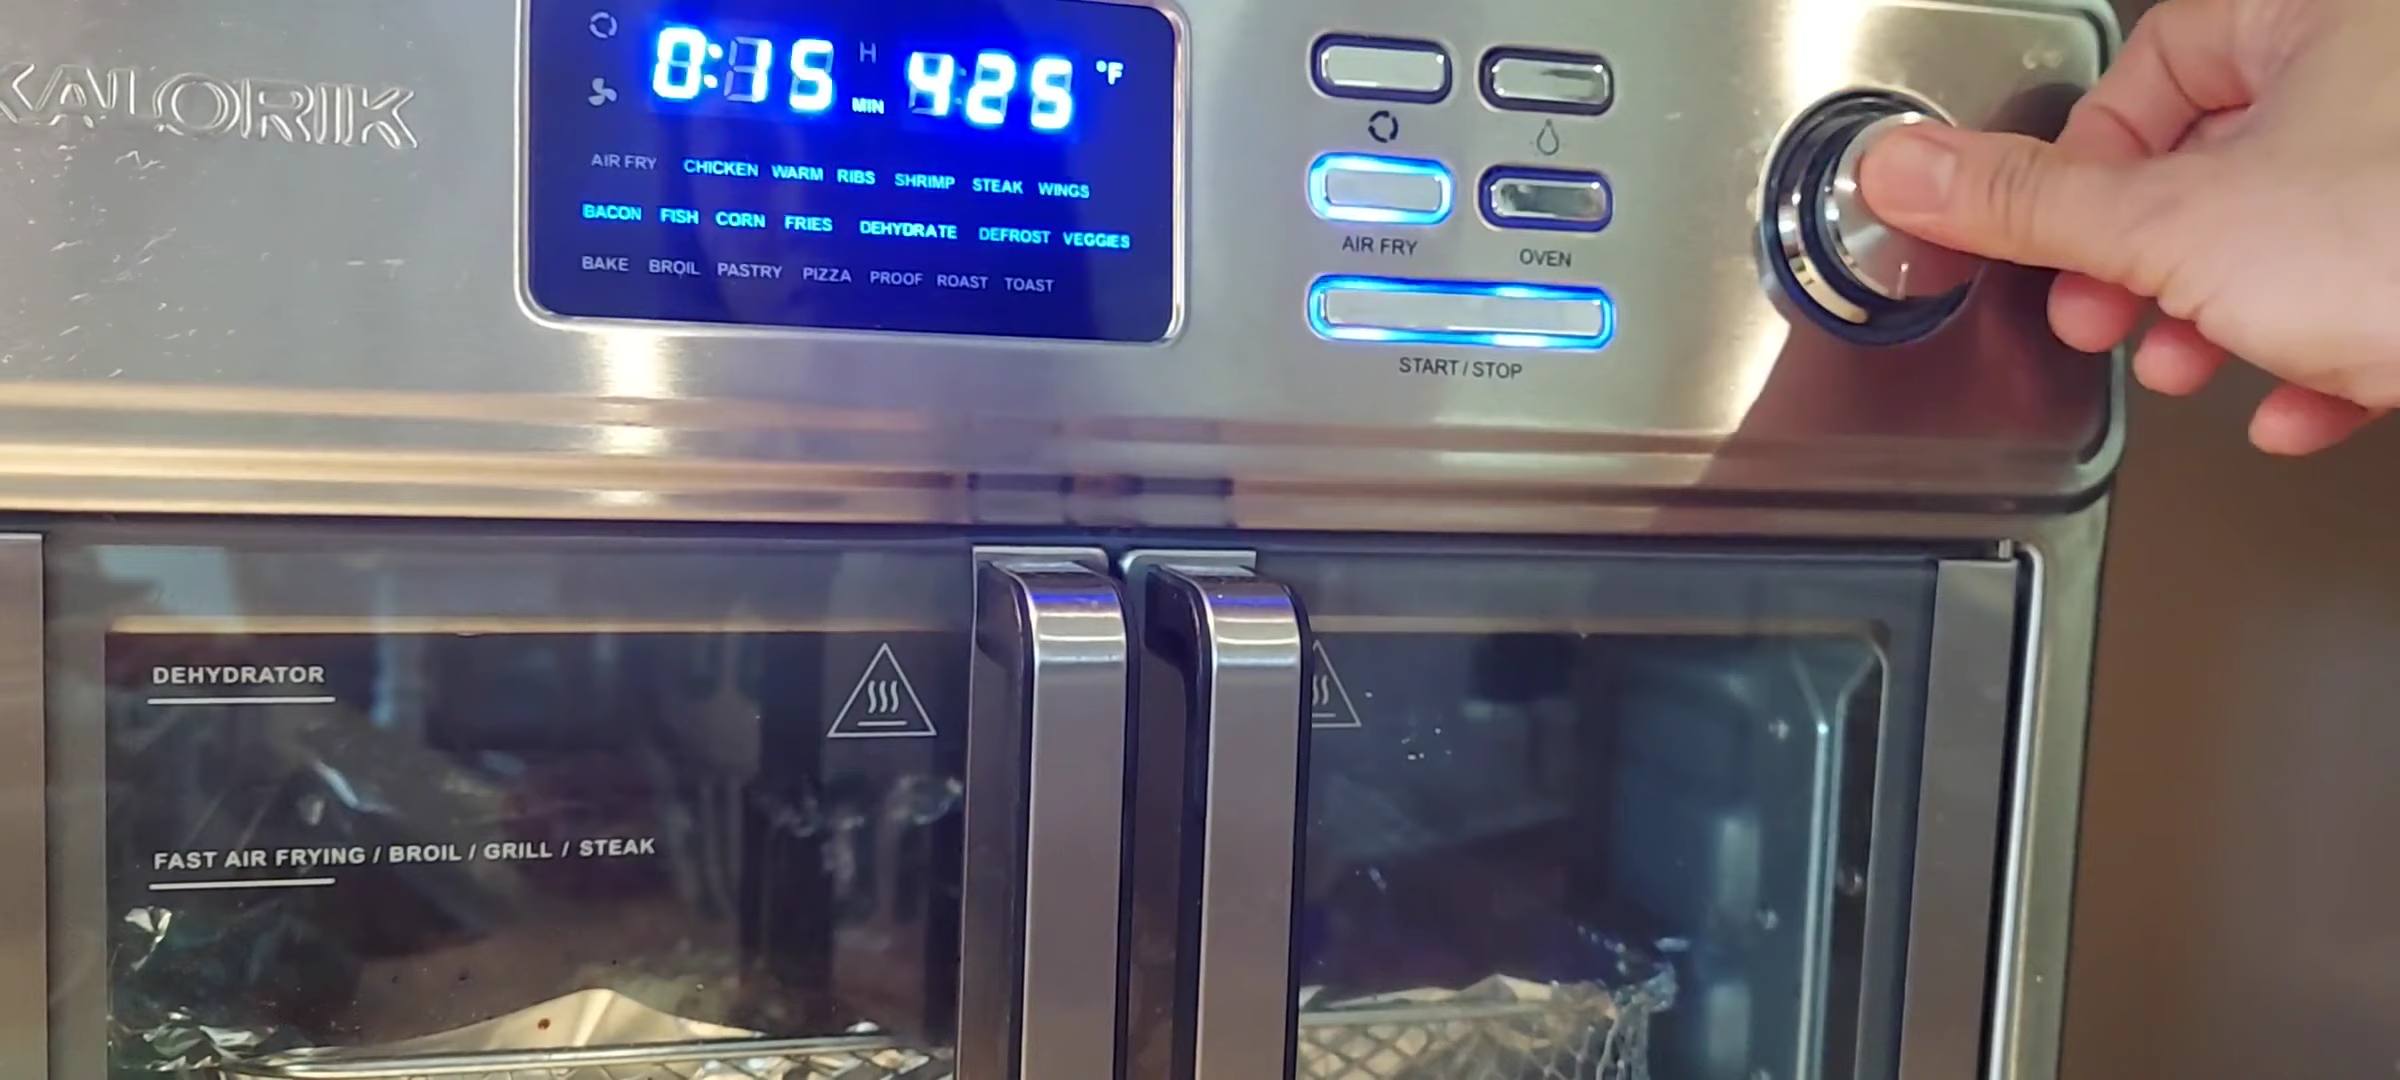 KALORIK
0:15 H MIN 425 °F
AIR FRY CHICKEN WARM RIBS SHRIMP STEAK WINGS
BACON FISH CORN FRIES DEHYDRATE DEFROST VEGGIES
BAKE BROIL PASTRY PIZZA PROOF ROAST TOAST
AIR FRY
OVEN
START / STOP
DEHYDRATOR
FAST AIR FRYING / BROIL / GRILL / STEAK